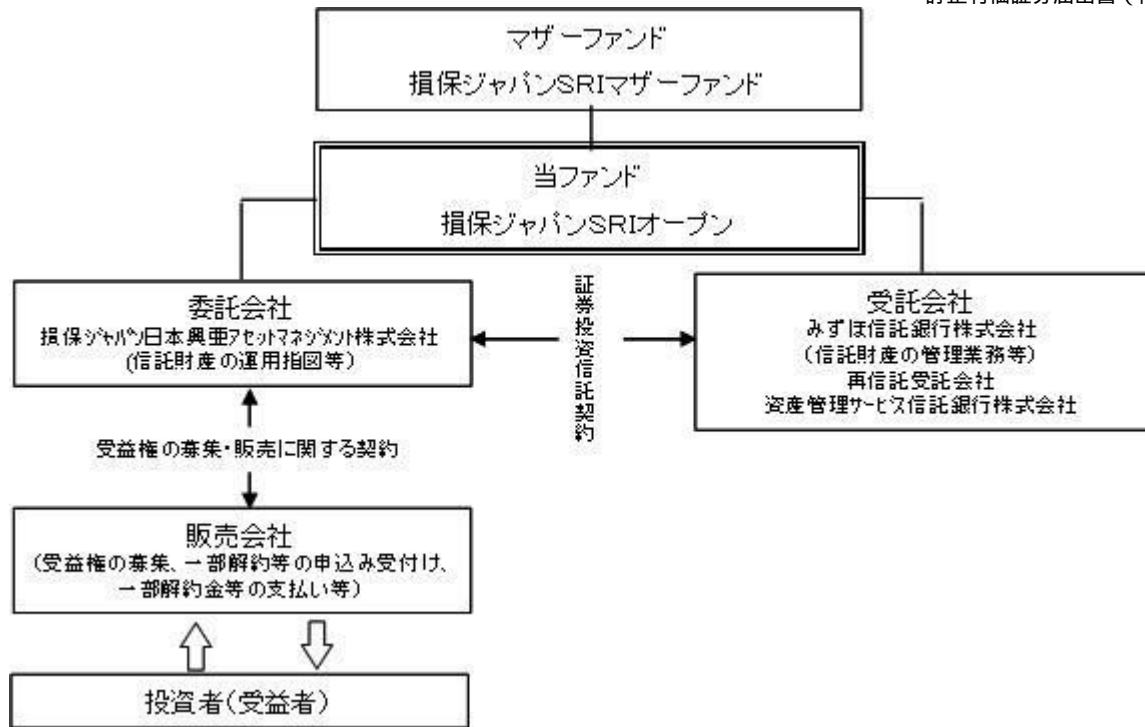 マザーファンド
損保ジャパンSRIマザーファンド
当ファンド
損保ジャパンSRIオープン
委託会社
損保ジャパン日本興亜アセットマネジメント株式会社
(信託財産の運用指図等)
証券投資信託契約
受託会社
みずほ信託銀行株式会社
(信託財産の管理業務等)
再信託受託会社
資産管理サービス信託銀行株式会社
受益権の募集・販売に関する契約
販売会社
(受益権の募集、一部解約等の申込み受付け、
一部解約金等の支払い等)
投資者(受益者)